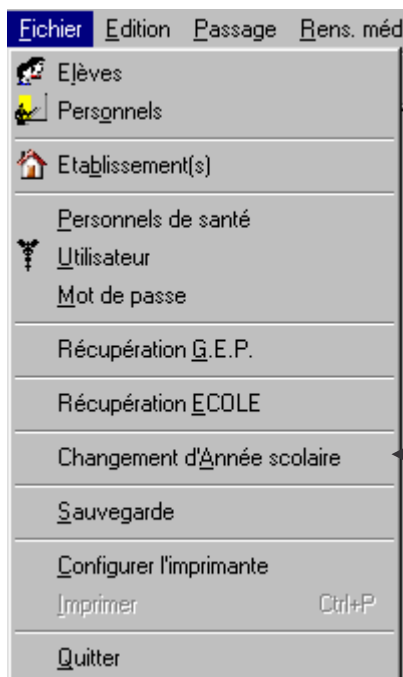 Fichier Edition Passage Rens. méd
Elèves
Personnels
Etablissement(s)
Personnels de santé
Utilisateur
Mot de passe
Récupération G.E.P.
Récupération ECOLE
Changement d'Année scolaire
Sauvegarde
Configurer l'imprimante
Imprimer Ctrl+P
Quitter